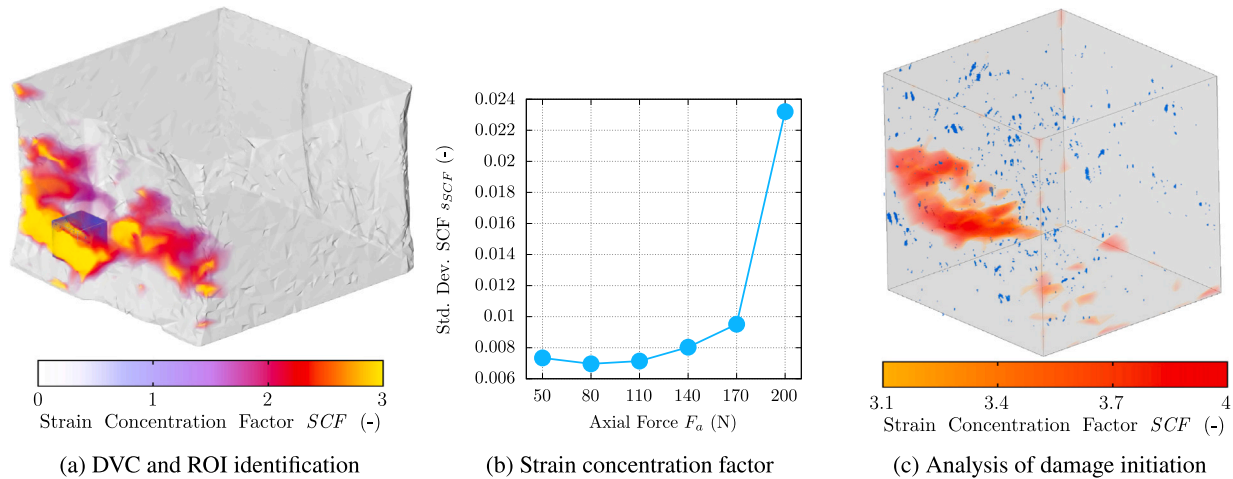 0 1 2 3
Strain Concentration Factor SCF (-)
(a) DVC and ROI identification
0.024
0.022
0.02
0.018
0.016
0.014
0.012
0.01
0.008
0.006
Std. Dev. SCF s_SCF (-)
50 80 110 140 170 200
Axial Force F_a (N)
(b) Strain concentration factor
3.1 3.4 3.7 4
Strain Concentration Factor SCF (-)
(c) Analysis of damage initiation